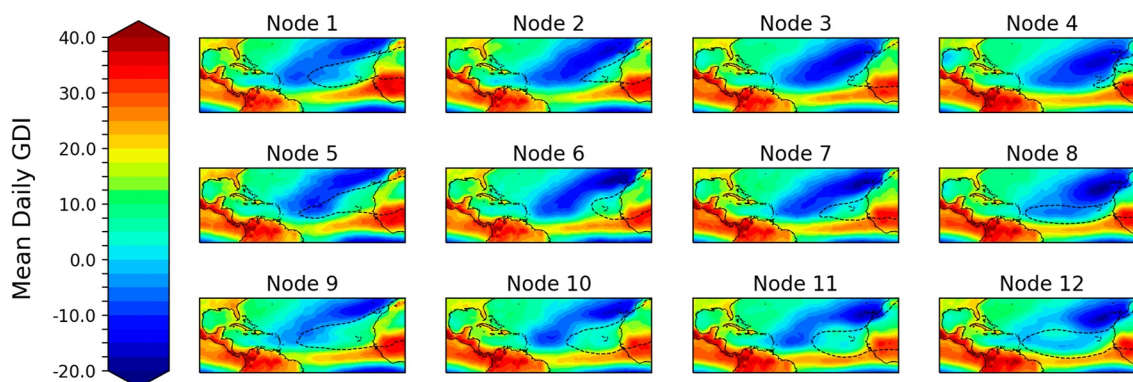 Mean Daily GDI
40.0
30.0
20.0
10.0
0.0
-10.0
-20.0
Node 1
Node 2
Node 3
Node 4
Node 5
Node 6
Node 7
Node 8
Node 9
Node 10
Node 11
Node 12